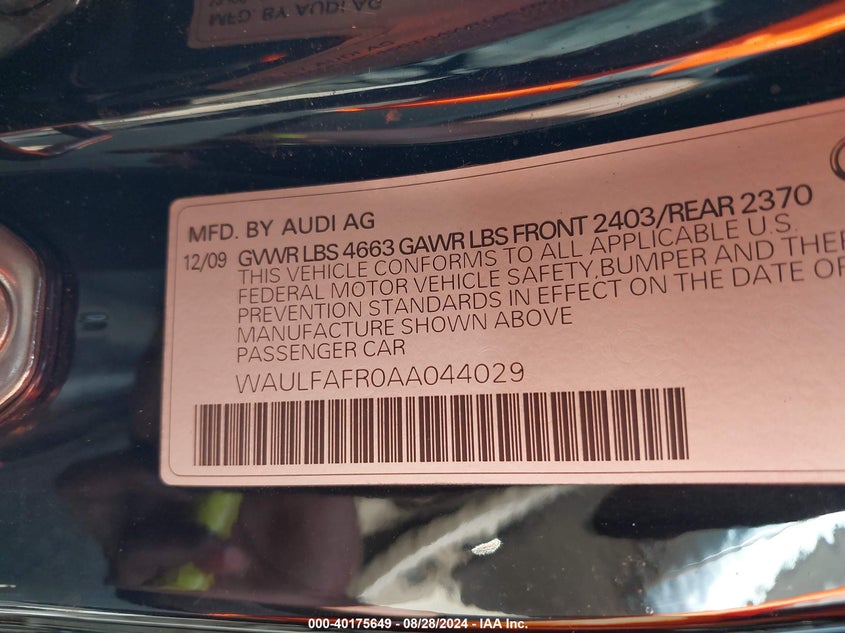 MFD. BY AUDI AG
12/09 GVWR LBS 4663 GAWR LBS FRONT 2403/REAR 2370
THIS VEHICLE CONFORMS TO ALL APPLICABLE U.S.
FEDERAL MOTOR VEHICLE SAFETY, BUMPER AND THEF
PREVENTION STANDARDS IN EFFECT ON THE DATE OF
MANUFACTURE SHOWN ABOVE
PASSENGER CAR
WAULFAFR0AA044029
000-40175649 - 08/28/2024 - IAA Inc.